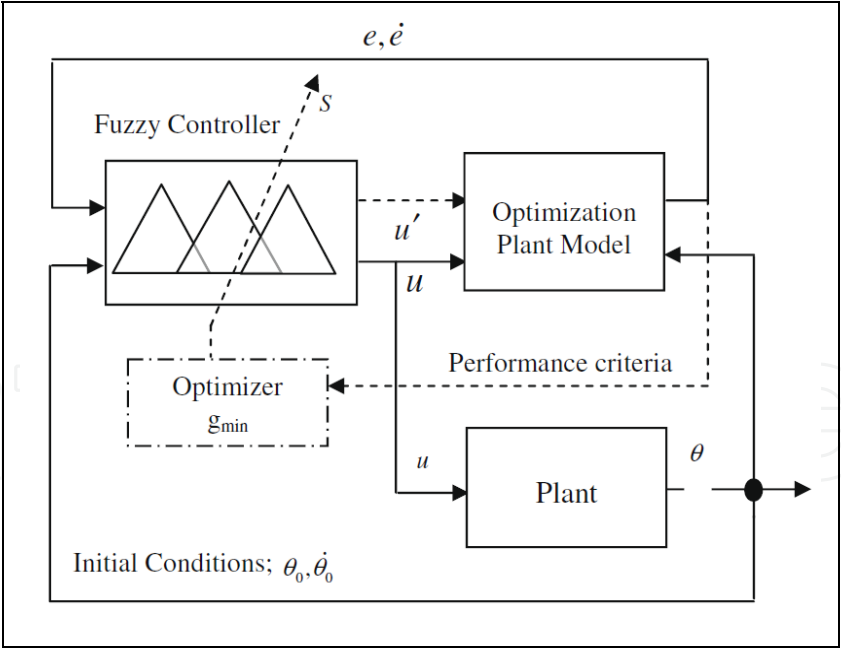 e, ė
S
Fuzzy Controller
Optimization
Plant Model
u′
u
Performance criteria
Optimizer
gmin
u
θ
Plant
Initial Conditions; θ₀, θ̇₀